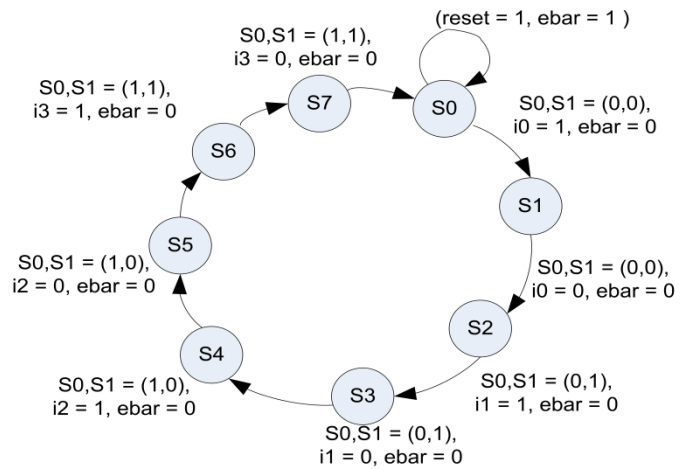 (reset = 1, ebar = 1 )
S0,S1 = (1,1),
i3 = 0, ebar = 0
S7
S0
S0,S1 = (0,0),
i0 = 1, ebar = 0
S1
S0,S1 = (0,0),
i0 = 0, ebar = 0
S2
S0,S1 = (0,1),
i1 = 1, ebar = 0
S3
S0,S1 = (0,1),
i1 = 0, ebar = 0
S4
S0,S1 = (1,0),
i2 = 1, ebar = 0
S5
S0,S1 = (1,0),
i2 = 0, ebar = 0
S6
S0,S1 = (1,1),
i3 = 1, ebar = 0